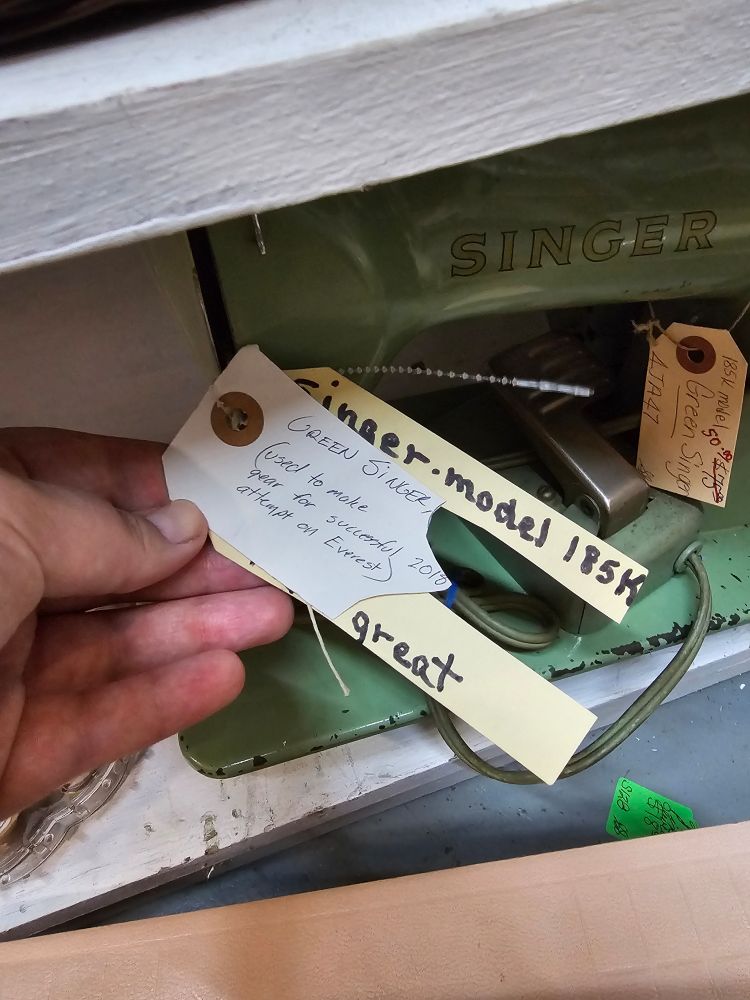 SINGER
Singer. model 185K
great
GREEN SINGER,
(used to make
gear for successful
attempt on Everest) 2018
185K model
Green Singer